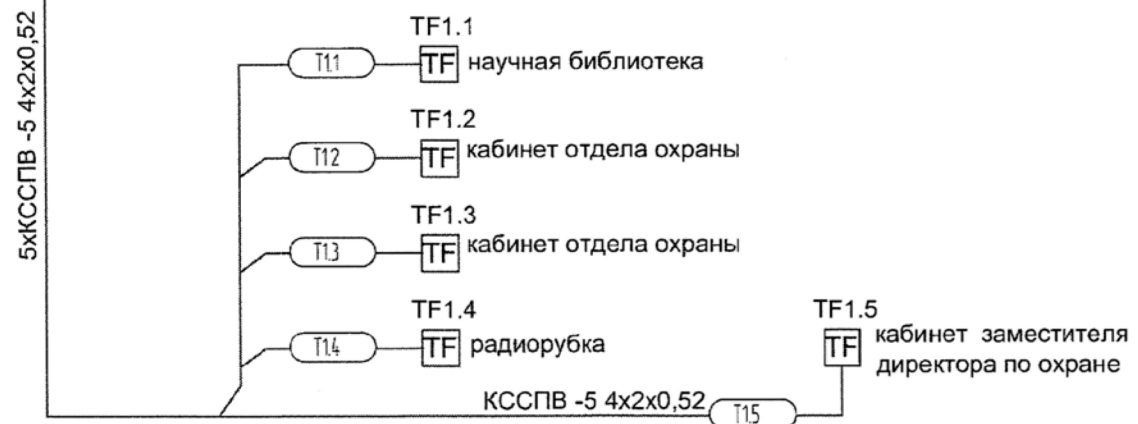 5хКССПВ -5 4х2х0,52
TF1.1
T1.1
TF
научная библиотека
TF1.2
T1.2
TF
кабинет отдела охраны
TF1.3
T1.3
TF
кабинет отдела охраны
TF1.4
T1.4
TF
радиорубка
TF1.5
TF
кабинет заместителя
директора по охране
КССПВ -5 4х2х0,52
T1.5